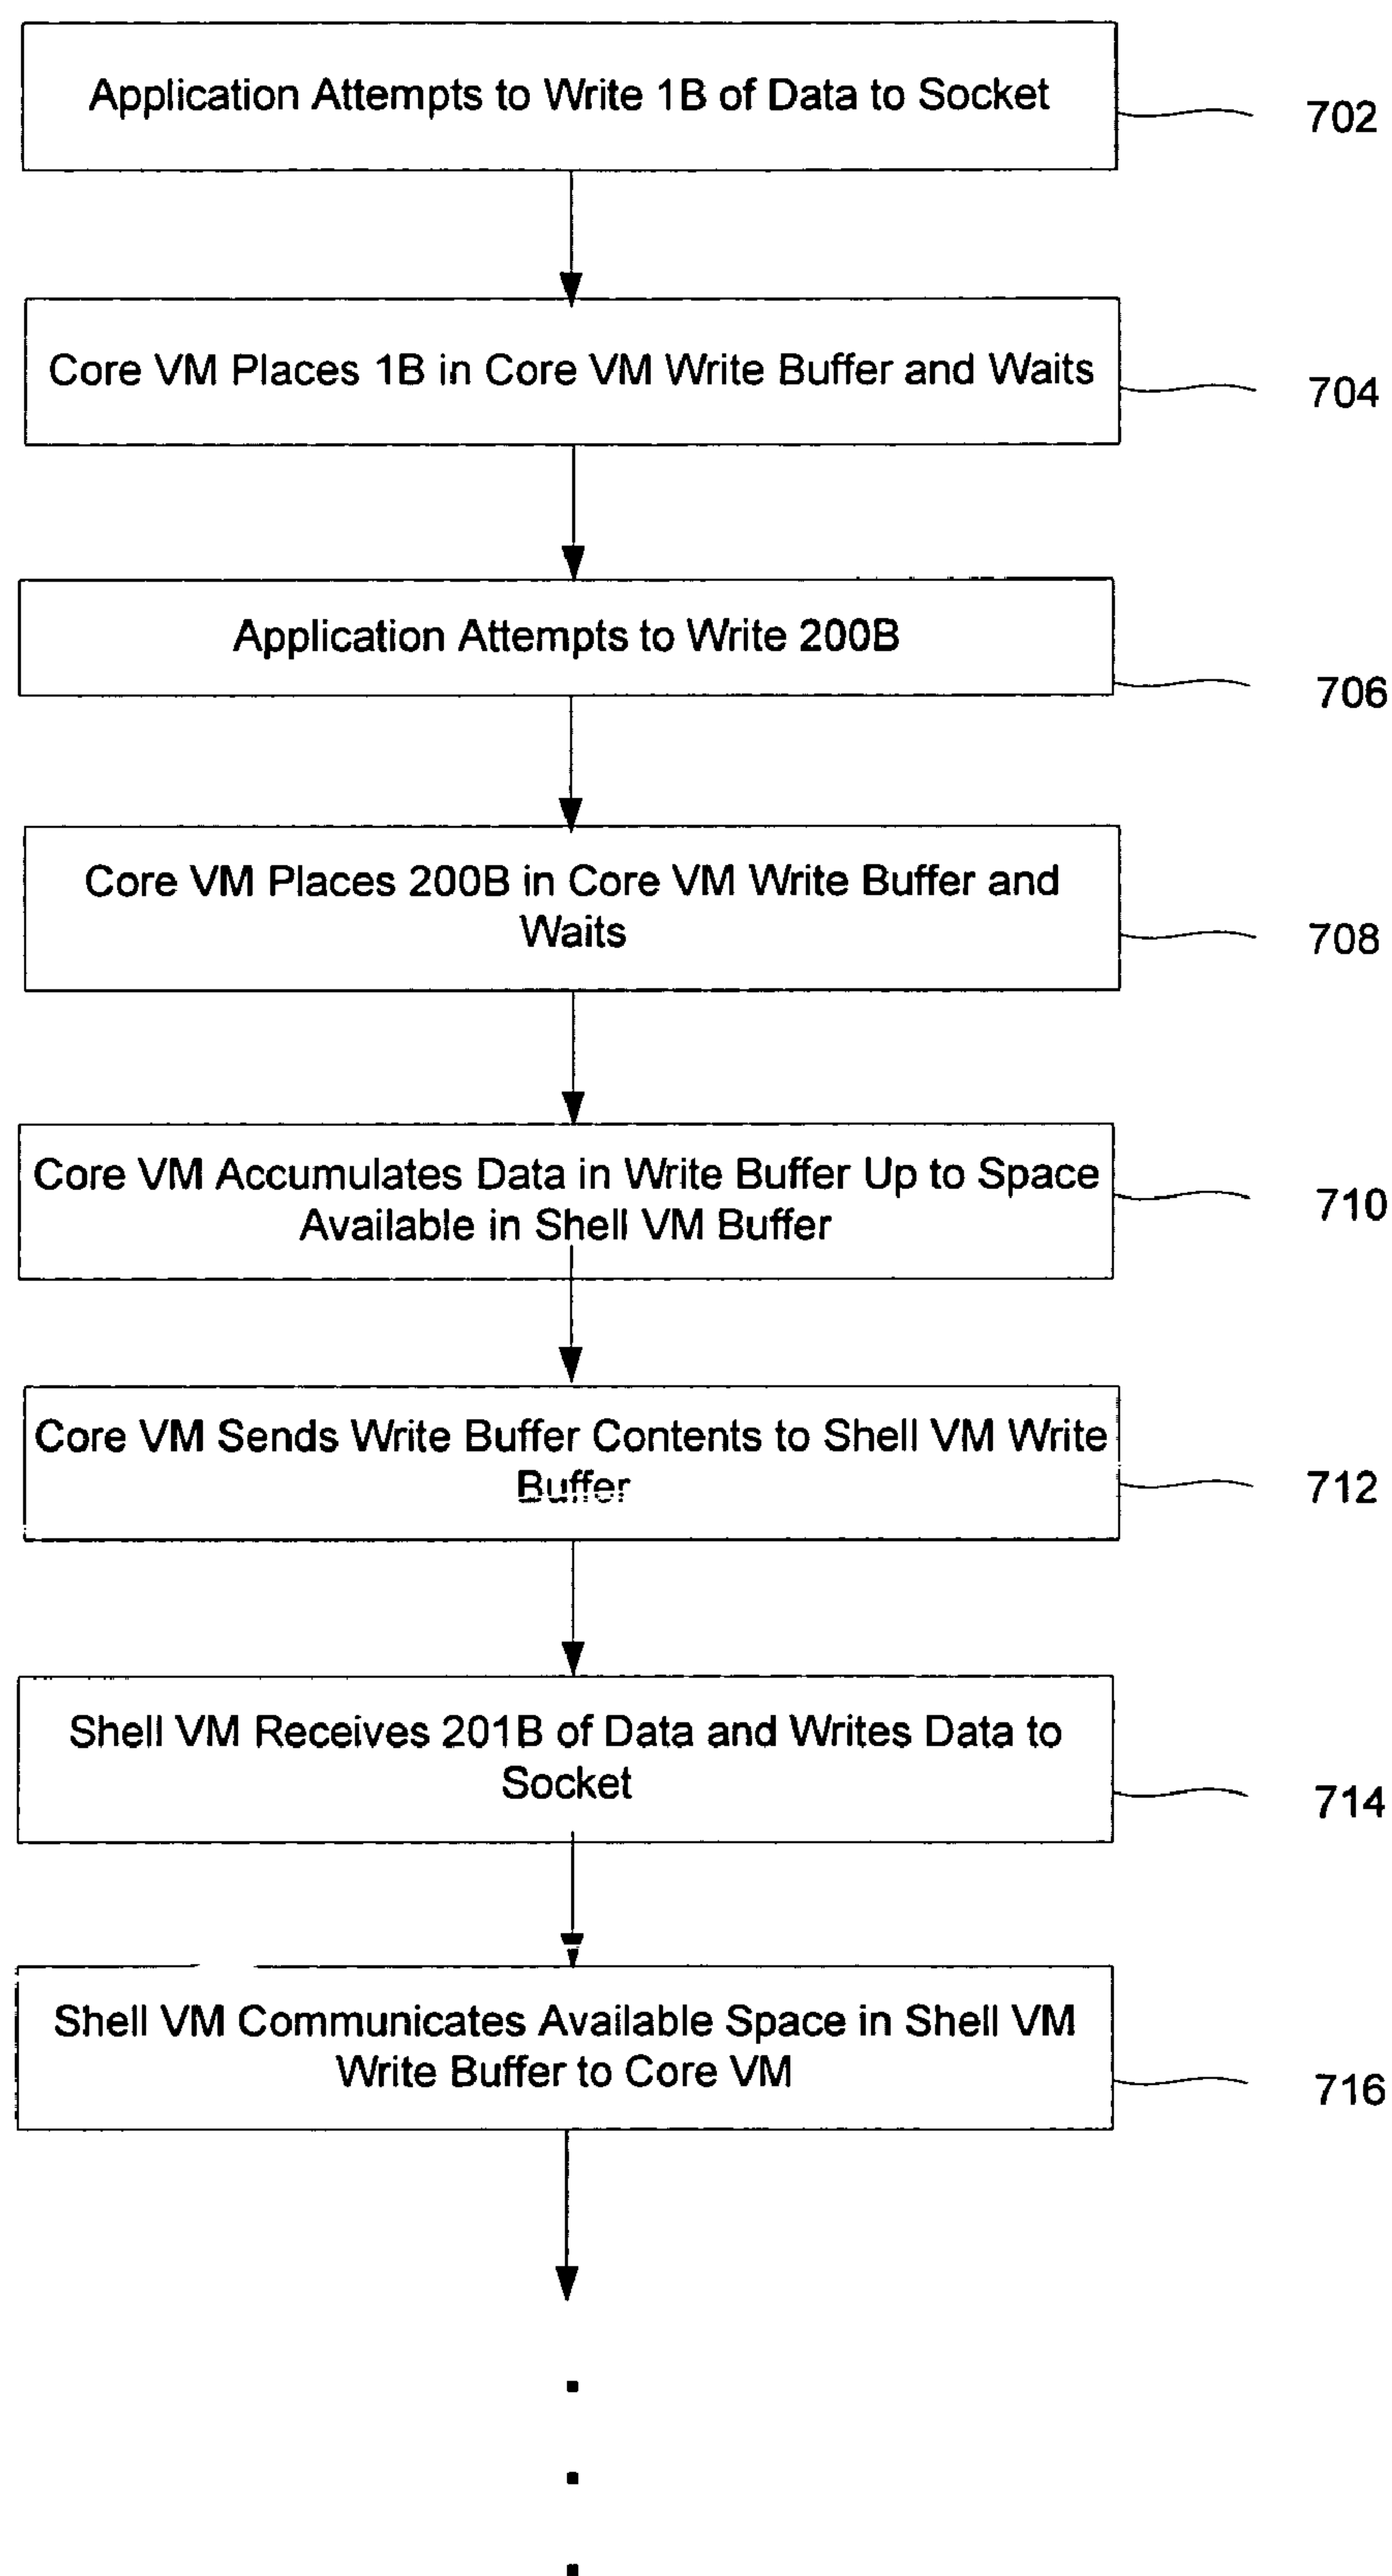 Application Attempts to Write 1B of Data to Socket
702
Core VM Places 1B in Core VM Write Buffer and Waits
704
Application Attempts to Write 200B
706
Core VM Places 200B in Core VM Write Buffer and
Waits
708
Core VM Accumulates Data in Write Buffer Up to Space
Available in Shell VM Buffer
710
Core VM Sends Write Buffer Contents to Shell VM Write
Buffer
712
Shell VM Receives 201B of Data and Writes Data to
Socket
714
Shell VM Communicates Available Space in Shell VM
Write Buffer to Core VM
716